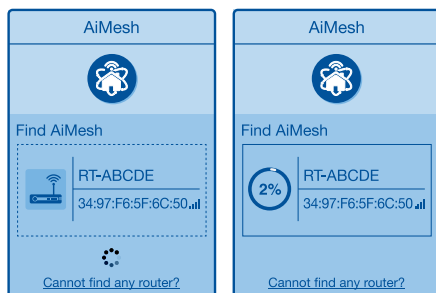 AiMesh
Find AiMesh
RT-ABCDE
34:97:F6:5F:6C:50
Cannot find any router?
AiMesh
Find AiMesh
2%
RT-ABCDE
34:97:F6:5F:6C:50
Cannot find any router?